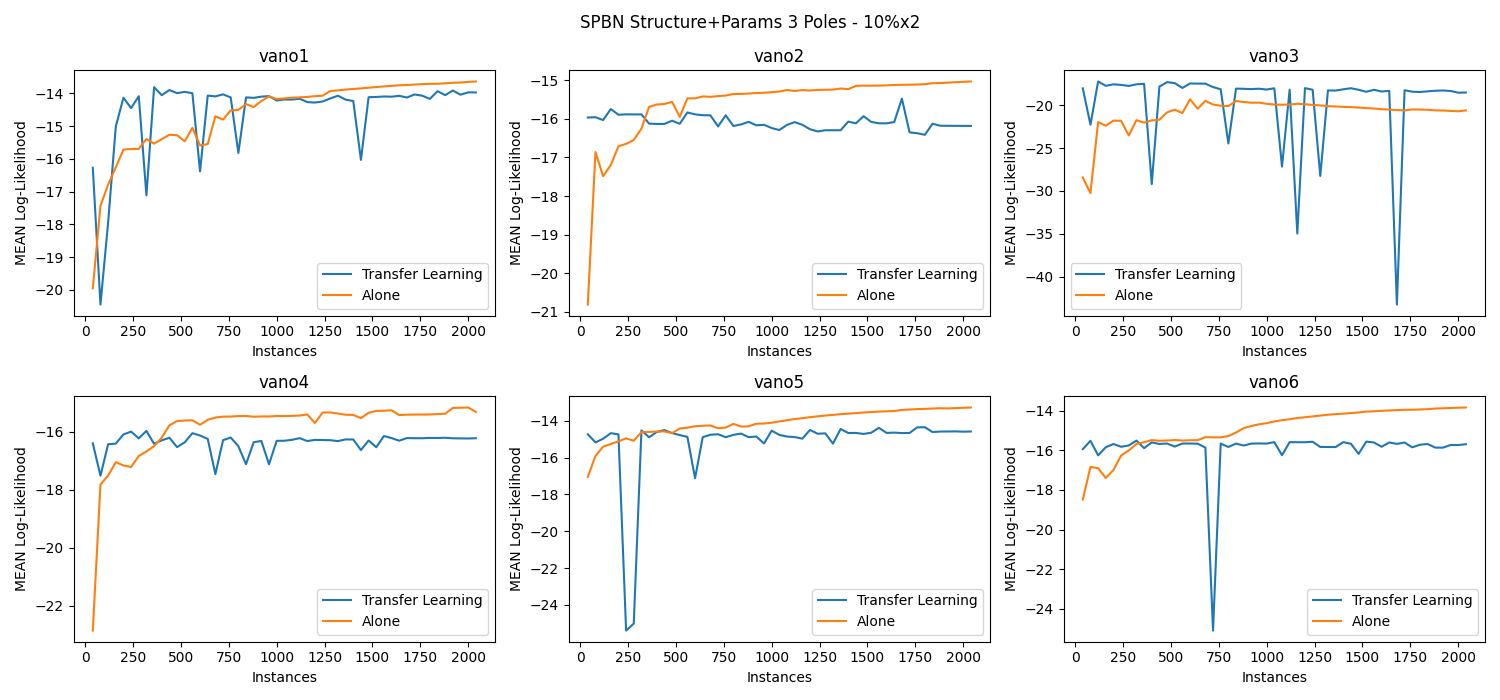 SPBN Structure+Params 3 Poles - 10%x2
vano1
MEAN Log-Likelihood
−14
−15
−16
−17
−18
−19
−20
Transfer Learning
Alone
0 250 500 750 1000 1250 1500 1750 2000
Instances
vano2
MEAN Log-Likelihood
−15
−16
−17
−18
−19
−20
−21
Transfer Learning
Alone
0 250 500 750 1000 1250 1500 1750 2000
Instances
vano3
MEAN Log-Likelihood
−20
−25
−30
−35
−40
Transfer Learning
Alone
0 250 500 750 1000 1250 1500 1750 2000
Instances
vano4
MEAN Log-Likelihood
−16
−18
−20
−22
Transfer Learning
Alone
0 250 500 750 1000 1250 1500 1750 2000
Instances
vano5
MEAN Log-Likelihood
−14
−16
−18
−20
−22
−24
Transfer Learning
Alone
0 250 500 750 1000 1250 1500 1750 2000
Instances
vano6
MEAN Log-Likelihood
−14
−16
−18
−20
−22
−24
Transfer Learning
Alone
0 250 500 750 1000 1250 1500 1750 2000
Instances